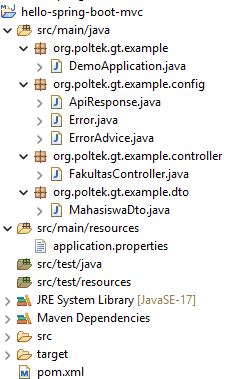 hello-spring-boot-mvc
src/main/java
org.poltek.gt.example
DemoApplication.java
org.poltek.gt.example.config
ApiResponse.java
Error.java
ErrorAdvice.java
org.poltek.gt.example.controller
FakultasController.java
org.poltek.gt.example.dto
MahasiswaDto.java
src/main/resources
application.properties
src/test/java
src/test/resources
JRE System Library [JavaSE-17]
Maven Dependencies
src
target
pom.xml